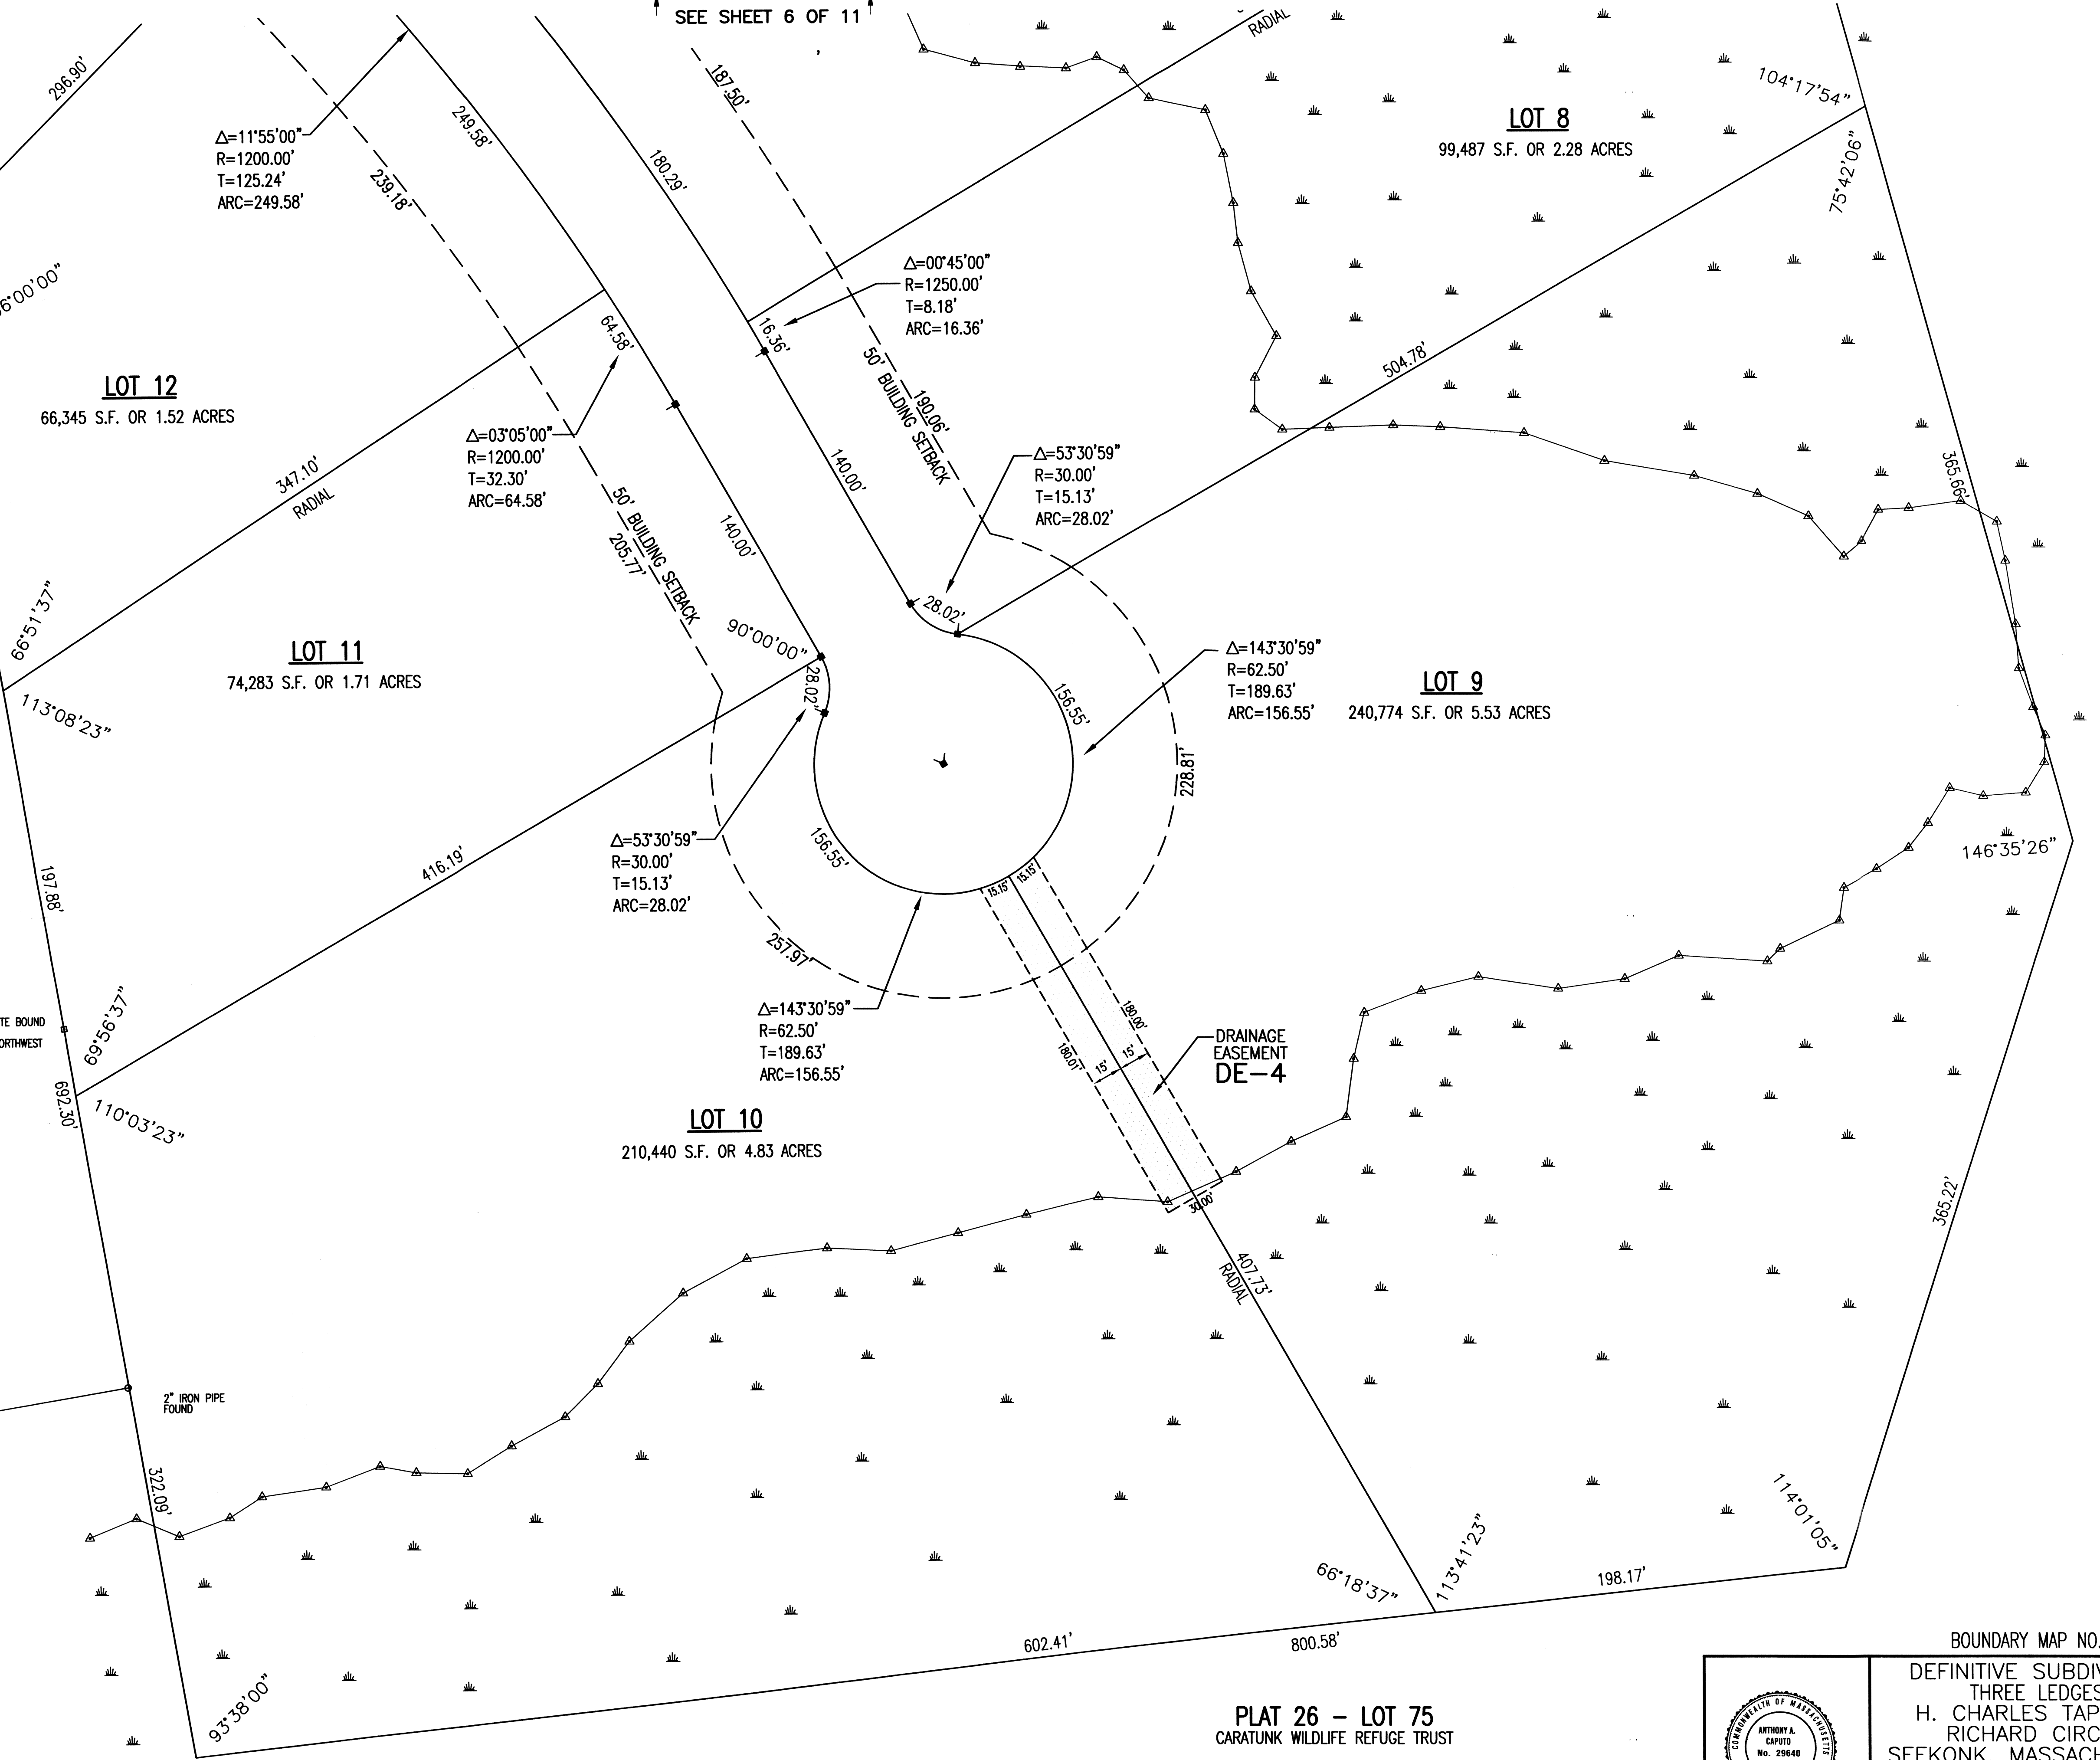 SEE SHEET 6 OF 11
RADIAL
296.90'
187.50'
104°17'54"
LOT 8
99,487 S.F. OR 2.28 ACRES
75°42'06"
249.58'
Δ=11°55'00"
R=1200.00'
T=125.24'
ARC=249.58'
239.18'
180.29'
Δ=00°45'00"
R=1250.00'
T=8.18'
ARC=16.36'
6°00'00"
64.58'
16.36'
504.78'
50' BUILDING SETBACK
190.06'
LOT 12
66,345 S.F. OR 1.52 ACRES
Δ=03°05'00"
R=1200.00'
T=32.30'
ARC=64.58'
347.10'
RADIAL
140.00'
Δ=53°30'59"
R=30.00'
T=15.13'
ARC=28.02'
365.66'
50' BUILDING SETBACK
205.77'
140.00'
66°51'37"
28.02'
90°00'00"
LOT 11
74,283 S.F. OR 1.71 ACRES
113°08'23"
28.02'
156.55'
Δ=143°30'59"
R=62.50'
T=189.63'
ARC=156.55'
LOT 9
240,774 S.F. OR 5.53 ACRES
228.81'
416.19'
197.88'
Δ=53°30'59"
R=30.00'
T=15.13'
ARC=28.02'
156.55'
146°35'26"
15.15'
15.15'
257.97'
Δ=143°30'59"
R=62.50'
T=189.63'
ARC=156.55'
TE BOUND
ORTHWEST
69°56'37"
692.30'
110°03'23"
180.00'
180.01'
15'
15'
DRAINAGE
EASEMENT
DE-4
LOT 10
210,440 S.F. OR 4.83 ACRES
30.00'
365.22'
407.73'
RADIAL
2" IRON PIPE
FOUND
322.09'
114°01'05"
113°41'23"
66°18'37"
198.17'
602.41'
800.58'
93°38'00"
PLAT 26 - LOT 75
CARATUNK WILDLIFE REFUGE TRUST
BOUNDARY MAP NO.
DEFINITIVE SUBDIV
THREE LEDGES
H. CHARLES TAP
RICHARD CIRC
SEEKONK, MASSACH
COMMONWEALTH OF MASSACHUSETTS
ANTHONY A.
CAPUTO
No. 29640